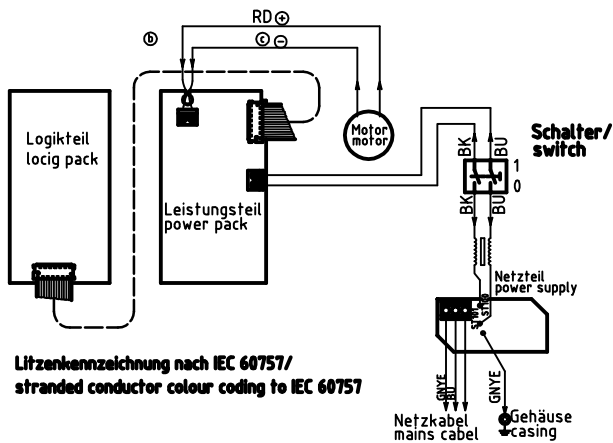 RD ⊕
ⓑ
ⓒ ⊖
Logikteil
locig pack
Motor
motor
Schalter/
switch
BK
BU
1
0
Leistungsteil
power pack
BK
BU
Netzteil
power supply
ST101
ST100
Litzenkennzeichnung nach IEC 60757/
stranded conductor colour coding to IEC 60757
GNYE
BU
GNYE
Netzkabel
mains cabel
Gehäuse
casing